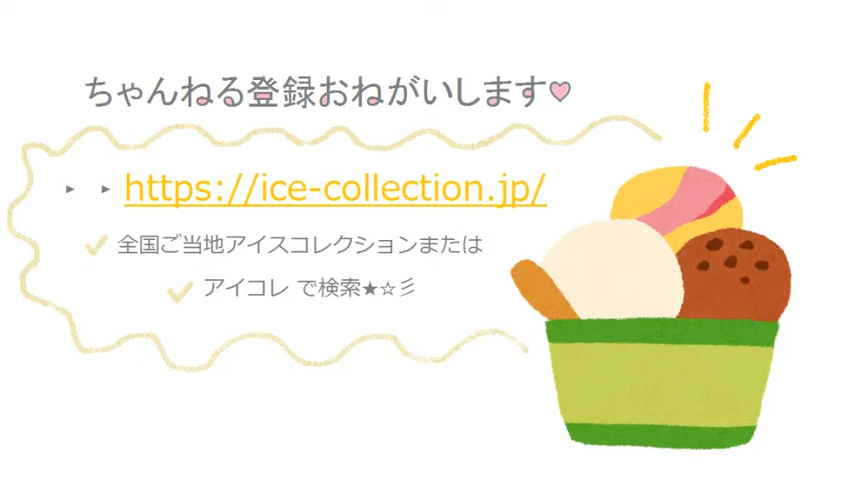 ちゃんねる登録おねがいします♡
▸ ▸ https://ice-collection.jp/
✓ 全国ご当地アイスコレクションまたは
✓ アイコレ で検索★☆彡